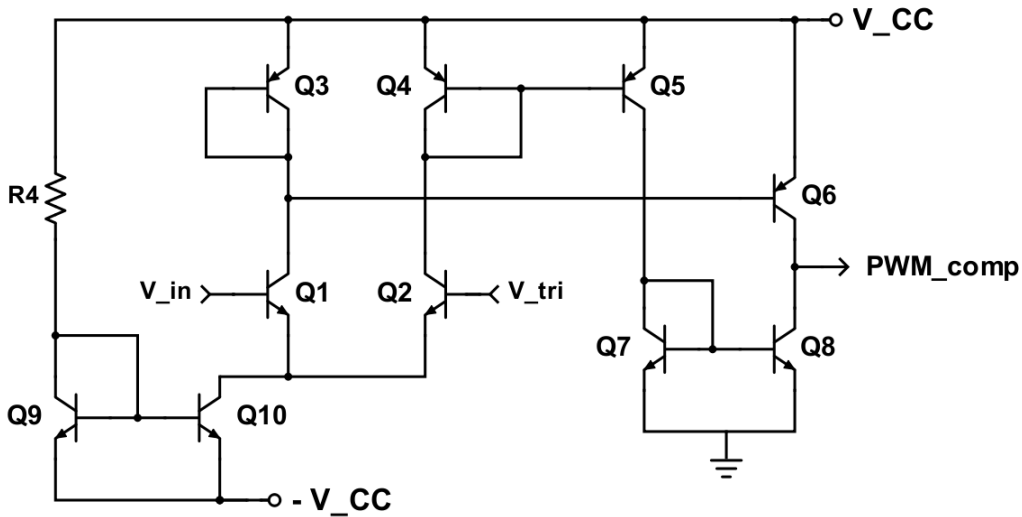 V_CC
Q3
Q4
Q5
R4
Q6
V_in
Q1
Q2
V_tri
PWM_comp
Q7
Q8
Q9
Q10
- V_CC